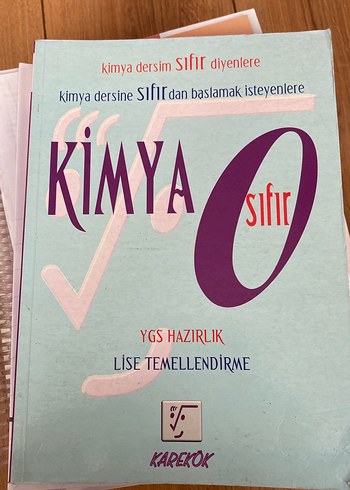 kimya dersim sıfır diyenlere
kimya dersine sıfırdan başlamak isteyenlere
KİMYA
0
sıfır
YGS HAZIRLIK
LİSE TEMELLENDİRME
KAREKÖK